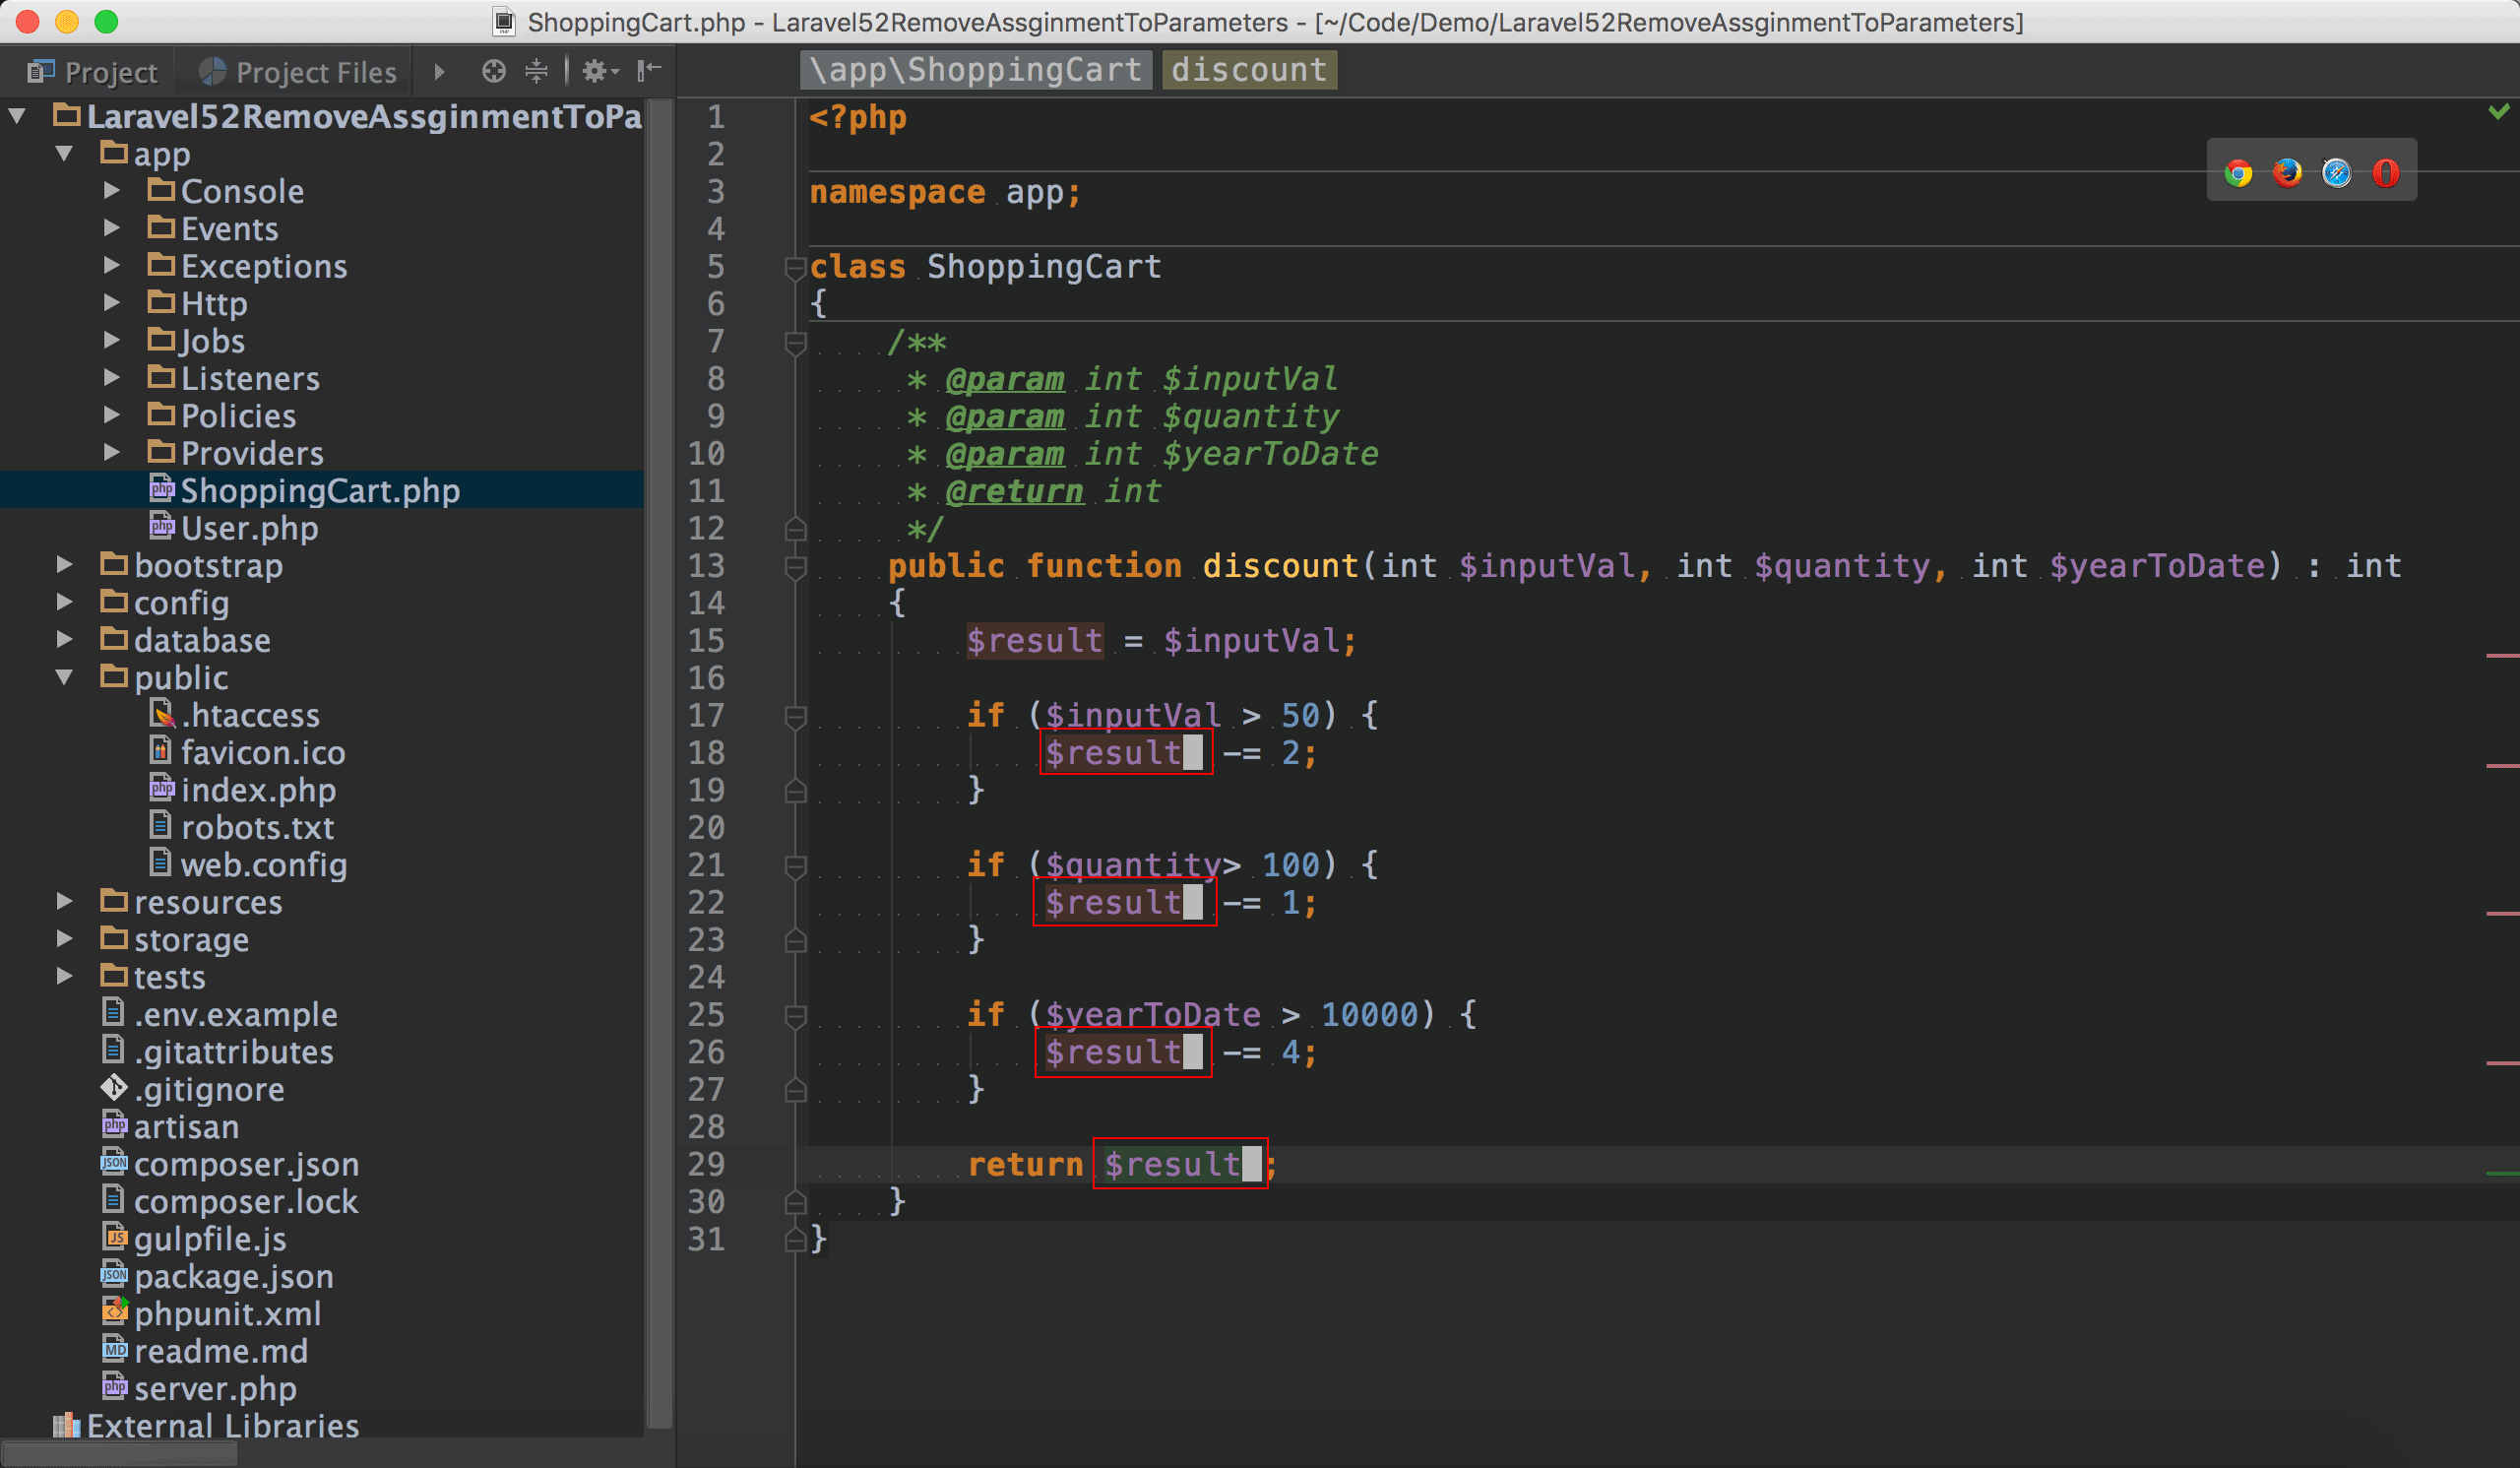 ShoppingCart.php - Laravel52RemoveAssginmentToParameters - [~/Code/Demo/Laravel52RemoveAssginmentToParameters]
Project
Project Files
\app\ShoppingCart
discount
Laravel52RemoveAssginmentToPa
app
Console
Events
Exceptions
Http
Jobs
Listeners
Policies
Providers
ShoppingCart.php
User.php
bootstrap
config
database
public
.htaccess
favicon.ico
index.php
robots.txt
web.config
resources
storage
tests
.env.example
.gitattributes
.gitignore
artisan
composer.json
composer.lock
gulpfile.js
package.json
phpunit.xml
readme.md
server.php
External Libraries
1 <?php
2
3 namespace app;
4
5 class ShoppingCart
6 {
7     /**
8      * @param int $inputVal
9      * @param int $quantity
10      * @param int $yearToDate
11      * @return int
12      */
13     public function discount(int $inputVal, int $quantity, int $yearToDate) : int
14     {
15         $result = $inputVal;
16
17         if ($inputVal > 50) {
18             $result -= 2;
19         }
20
21         if ($quantity> 100) {
22             $result -= 1;
23         }
24
25         if ($yearToDate > 10000) {
26             $result -= 4;
27         }
28
29         return $result;
30     }
31 }